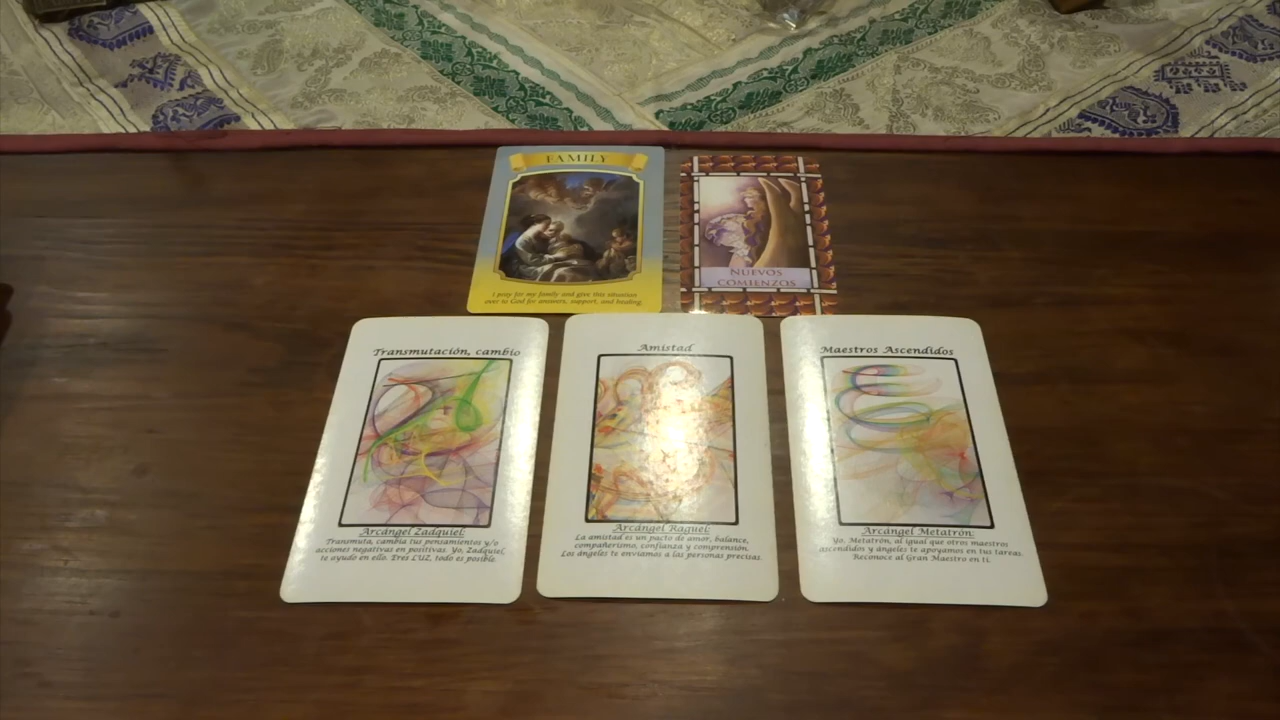 FAMILY
I pray for my family and give this situation
over to God for answers, support, and healing.
NUEVOS
COMIENZOS
Transmutación, cambio
Arcángel Zadquiel:
Transmuta, cambia tus pensamientos y/o
acciones negativas en positivas. Yo, Zadquiel,
te ayudo en ello. Eres LUZ, todo es posible.
Amistad
Arcángel Raguel:
La amistad es un pacto de amor, balance,
compañerismo, confianza y comprensión.
Los ángeles te enviamos a las personas precisas.
Maestros Ascendidos
Arcángel Metatrón:
Yo, Metatrón, al igual que otros maestros
ascendidos y ángeles te apoyamos en tus tareas.
Reconoce al Gran Maestro en ti.